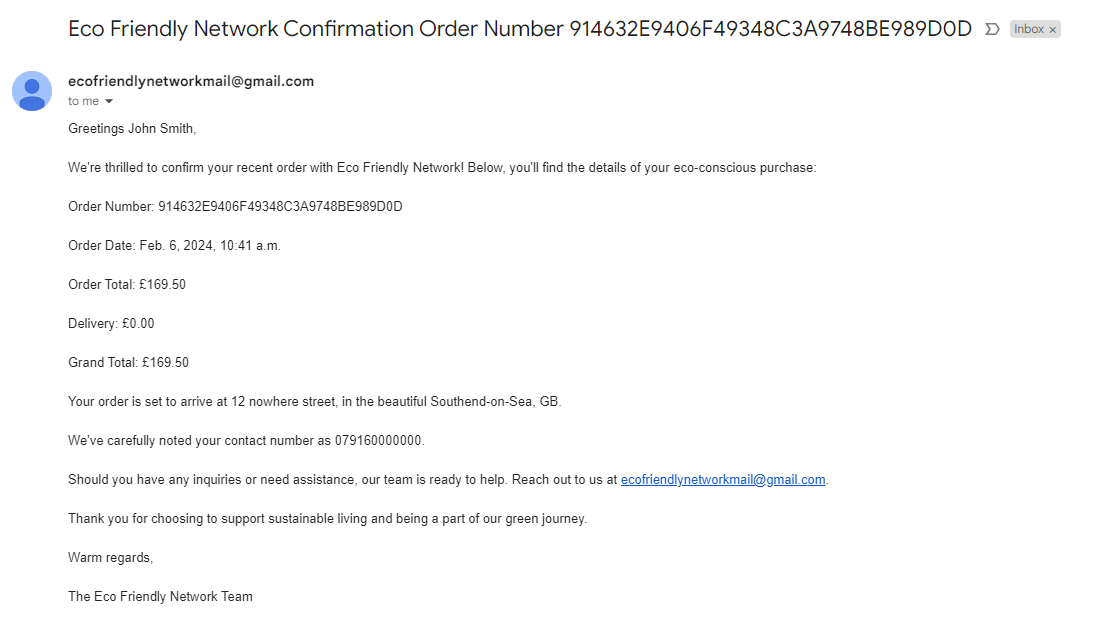 Eco Friendly Network Confirmation Order Number 914632E9406F49348C3A9748BE989D0D Inbox ×
ecofriendlynetworkmail@gmail.com
to me
Greetings John Smith,
We're thrilled to confirm your recent order with Eco Friendly Network! Below, you'll find the details of your eco-conscious purchase:
Order Number: 914632E9406F49348C3A9748BE989D0D
Order Date: Feb. 6, 2024, 10:41 a.m.
Order Total: £169.50
Delivery: £0.00
Grand Total: £169.50
Your order is set to arrive at 12 nowhere street, in the beautiful Southend-on-Sea, GB.
We've carefully noted your contact number as 079160000000.
Should you have any inquiries or need assistance, our team is ready to help. Reach out to us at ecofriendlynetworkmail@gmail.com.
Thank you for choosing to support sustainable living and being a part of our green journey.
Warm regards,
The Eco Friendly Network Team